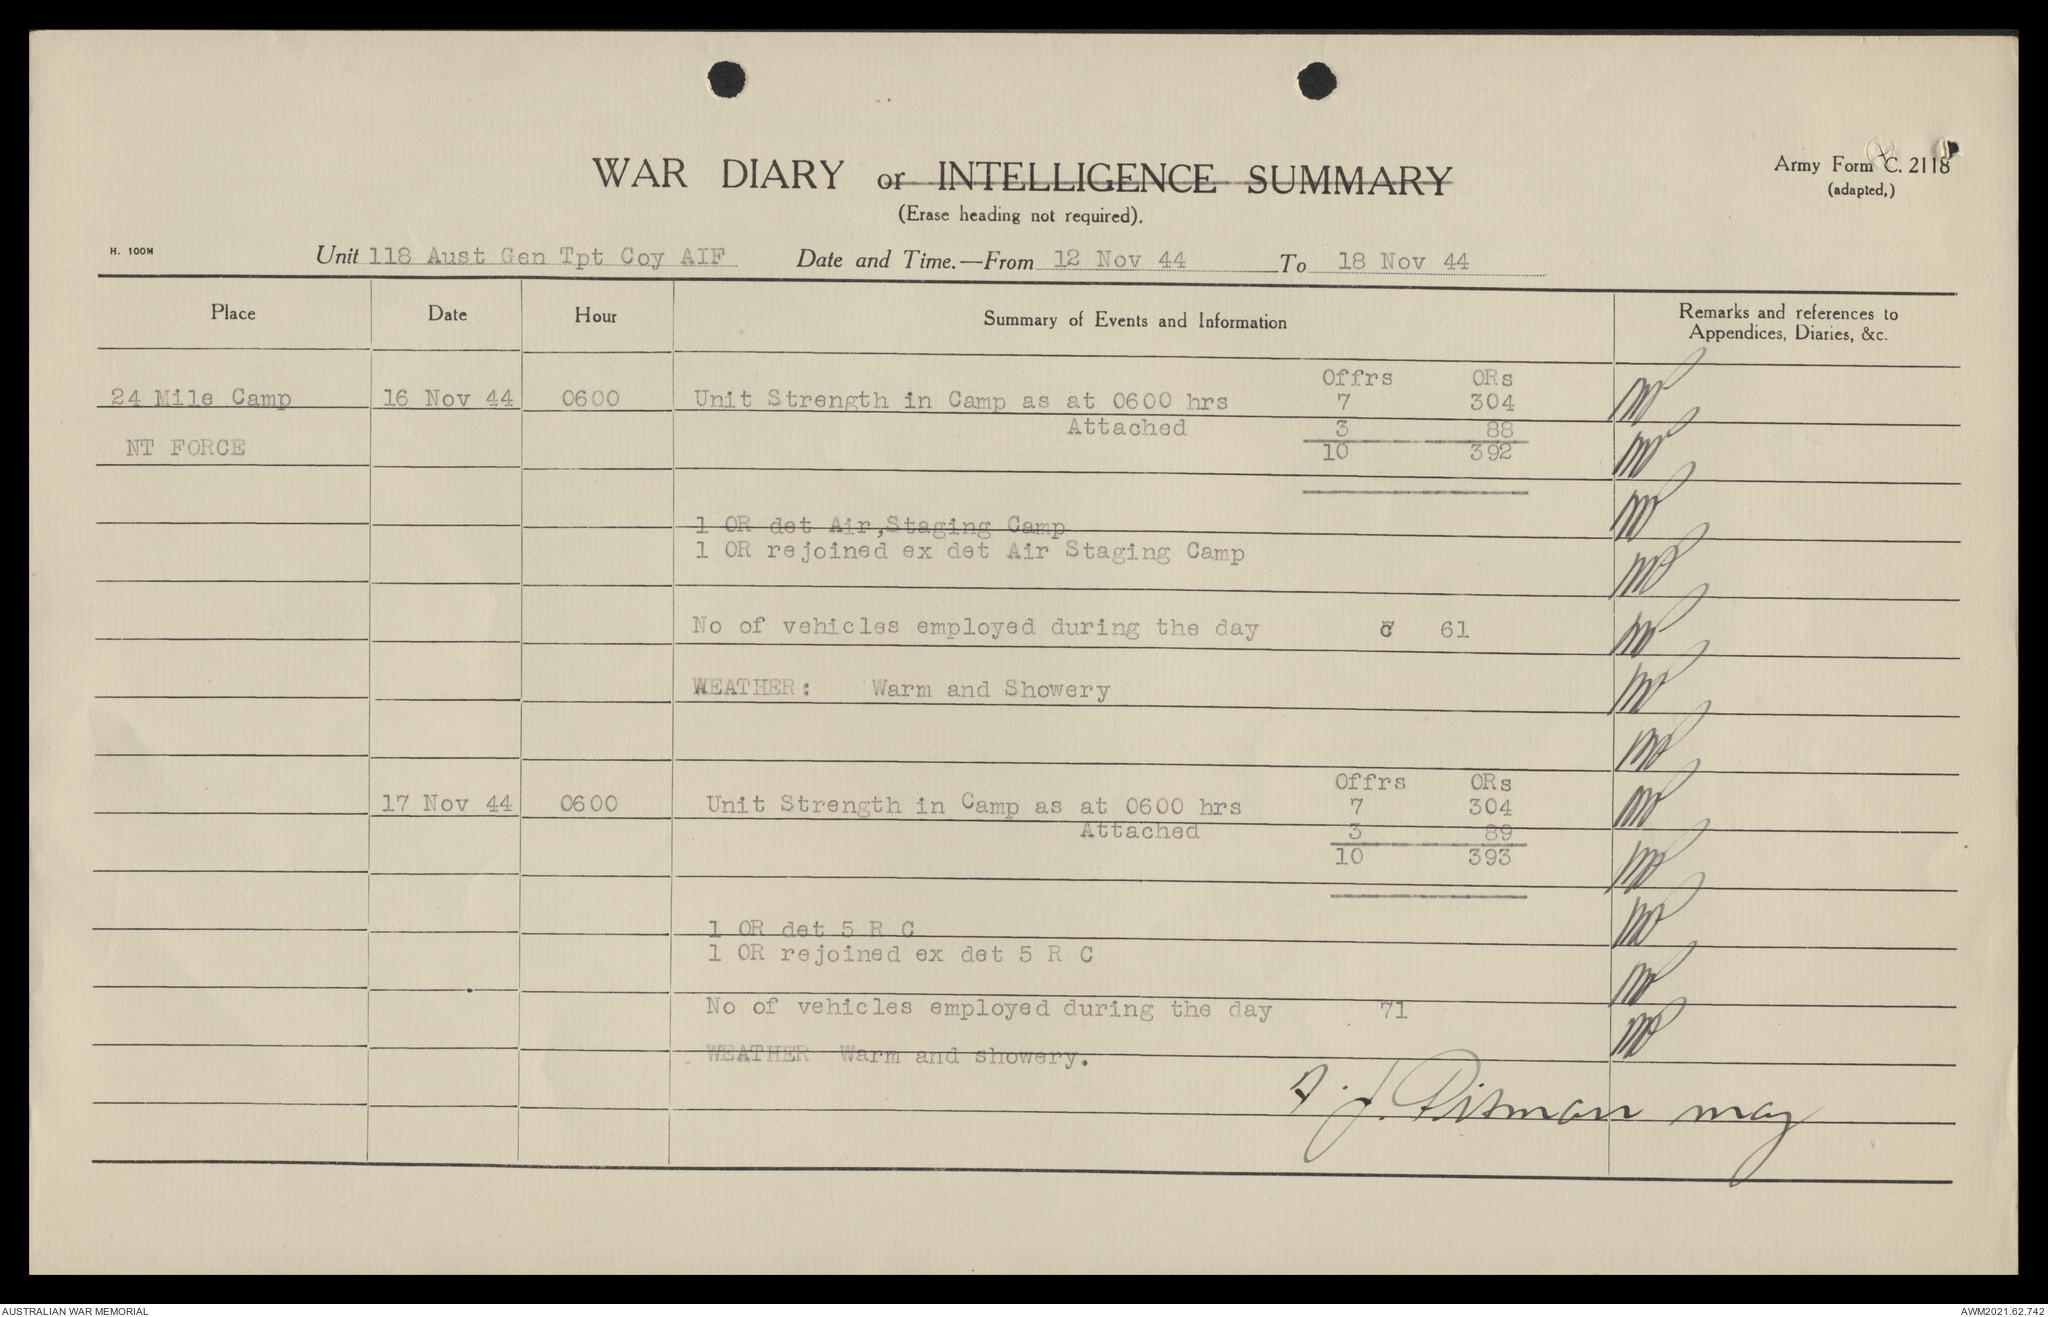 WAR DIARY or INTELLIGENCE SUMMARY
Army Form C. 2118
(Erase heading not required).
(adapted,)
H. 100M
Unit 118 Aust Gen Tpt Coy AIF Date and Time.—From 12 Nov 44 To 18 Nov 44
Place Date Hour Summary of Events and Information Remarks and references to
Appendices, Diaries, &c.
Offrs ORs
24 Mile Camp 16 Nov 44 0600 Unit Strength in Camp as at 0600 hrs 7 304
Attached 3 88
NT FORCE 10 392
1 OR det Air,Staging Camp
1 OR rejoined ex det Air Staging Camp
No of vehicles employed during the day 61
WEATHER: Warm and Showery
Offrs ORs
17 Nov 44 0600 Unit Strength in Camp as at 0600 hrs 7 304
Attached 3 89
10 393
1 OR det 5 R C
1 OR rejoined ex det 5 R C
No of vehicles employed during the day 71
WEATHER Warm and showery.
A. J. Pitman maj
AUSTRALIAN WAR MEMORIAL
AWM2021.62.742